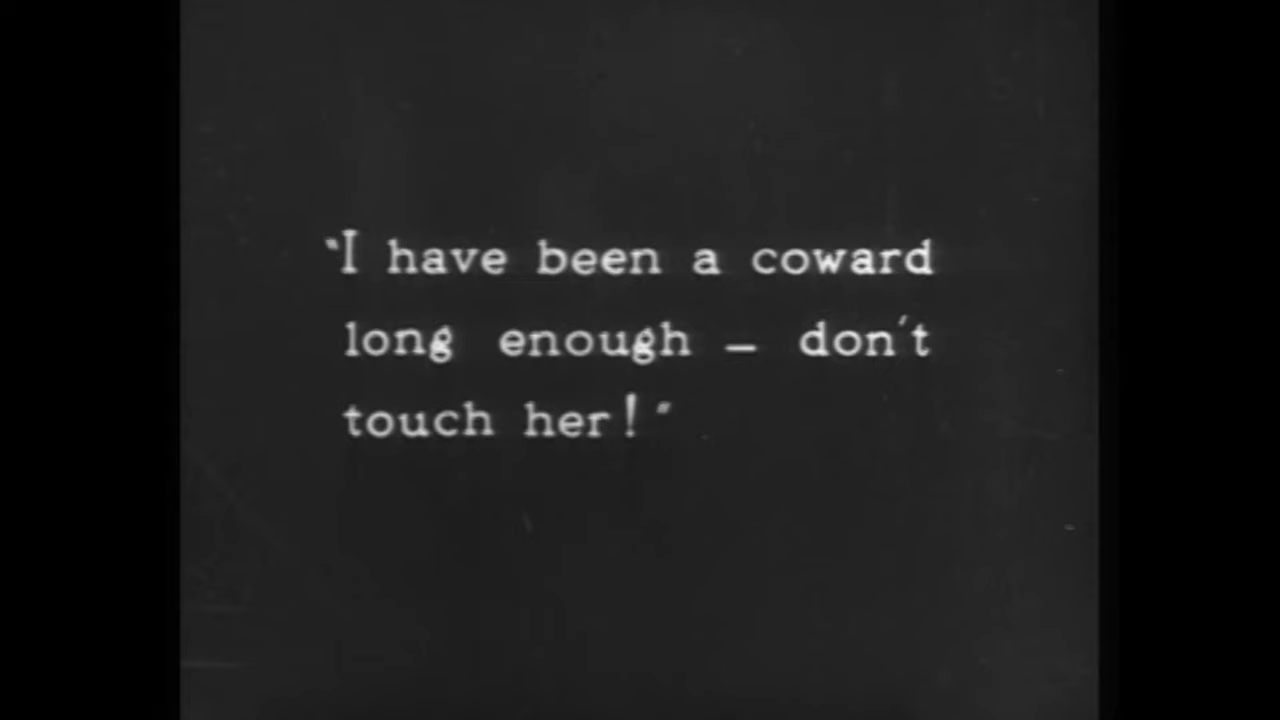 "I have been a coward
long enough – don't
touch her!"